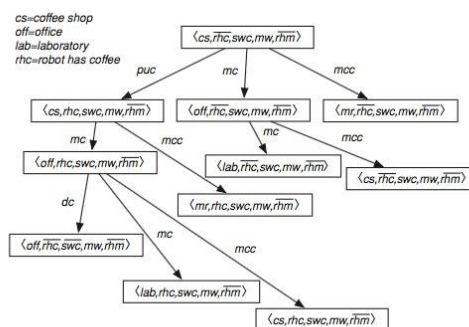 cs=coffee shop
off=office
lab=laboratory
rhc=robot has coffee
⟨cs,r̅h̅c̅,swc,mw,r̅h̅m̅⟩
puc
mc
mcc
⟨cs,rhc,swc,mw,r̅h̅m̅⟩
⟨off,r̅h̅c̅,swc,mw,r̅h̅m̅⟩
⟨mr,r̅h̅c̅,swc,mw,r̅h̅m̅⟩
mc
mcc
mc
mcc
⟨off,rhc,swc,mw,r̅h̅m̅⟩
⟨lab,r̅h̅c̅,swc,mw,r̅h̅m̅⟩
⟨cs,r̅h̅c̅,swc,mw,r̅h̅m̅⟩
dc
mc
mcc
⟨mr,rhc,swc,mw,r̅h̅m̅⟩
⟨off,r̅h̅c̅,s̅w̅c̅,mw,r̅h̅m̅⟩
⟨lab,rhc,swc,mw,r̅h̅m̅⟩
⟨cs,rhc,swc,mw,r̅h̅m̅⟩